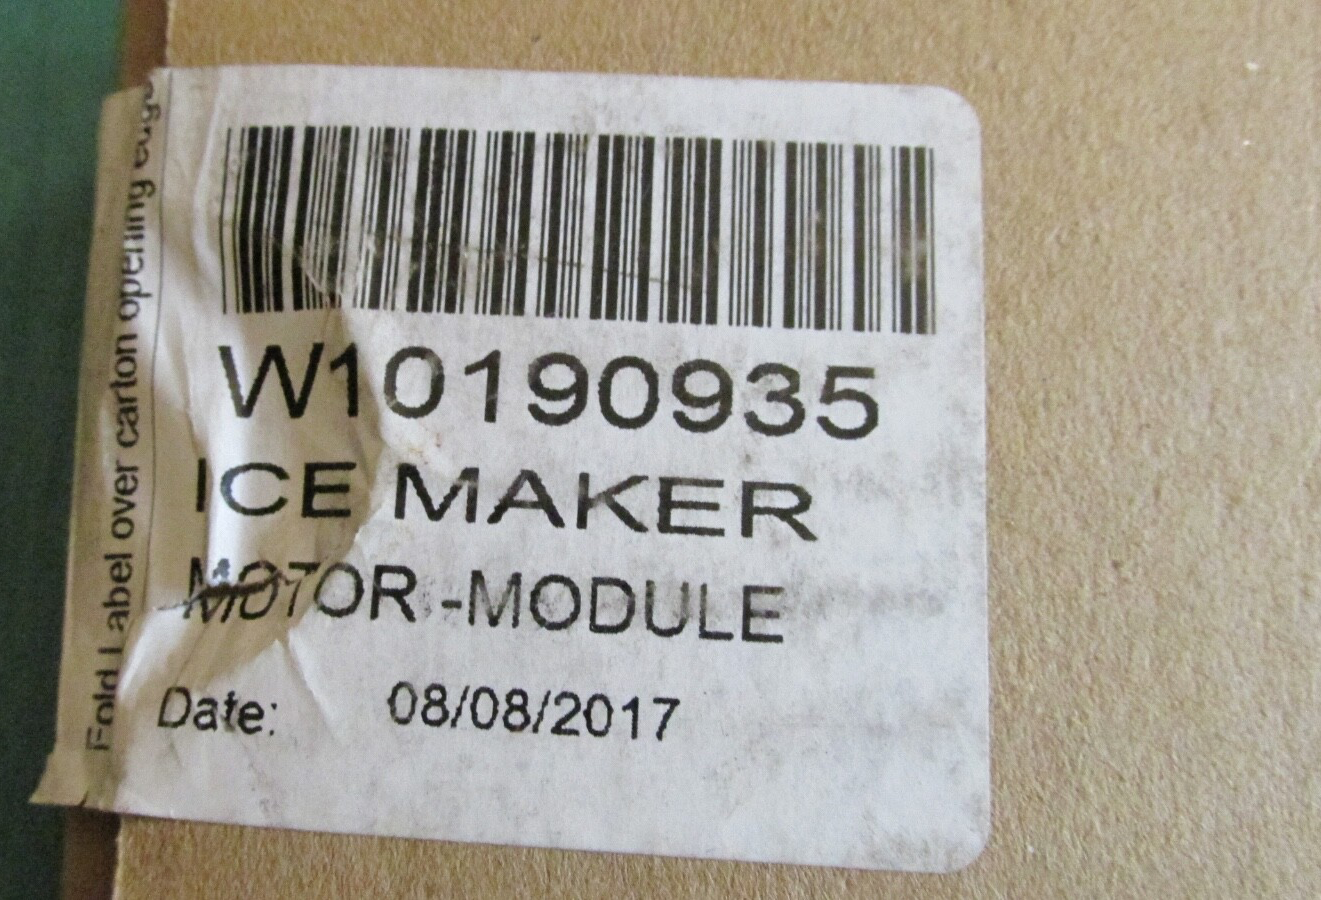 Fold Label over carton opening edge
W10190935
ICE MAKER
MOTOR -MODULE
Date: 08/08/2017